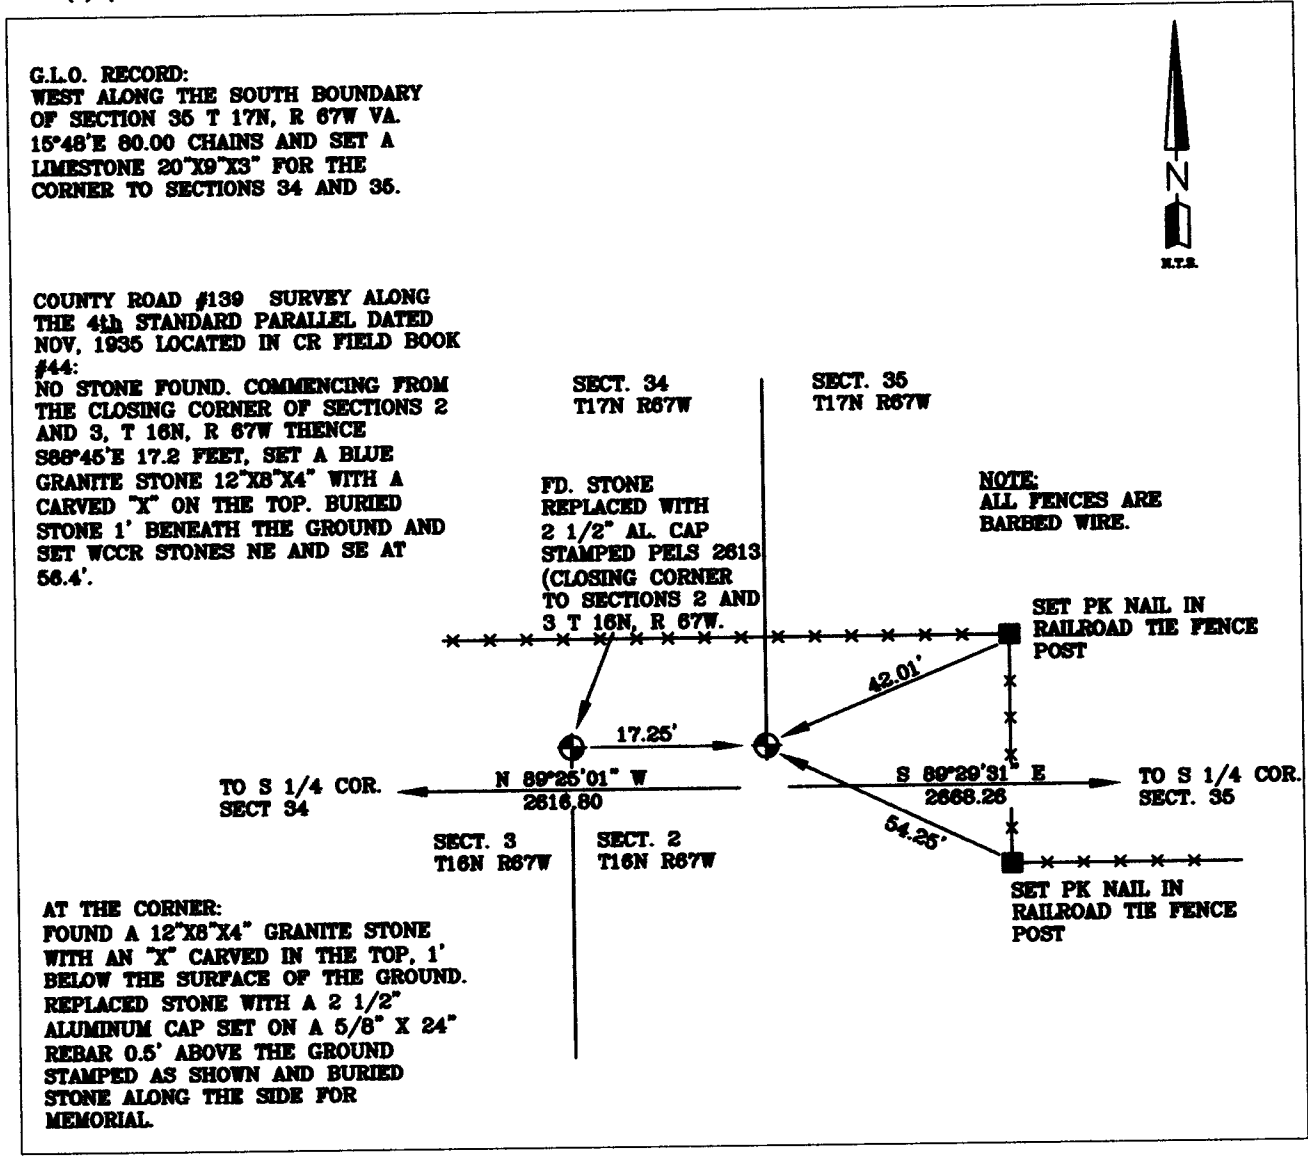 G.L.O. RECORD:
WEST ALONG THE SOUTH BOUNDARY
OF SECTION 35 T 17N, R 67W VA.
15°48'E 80.00 CHAINS AND SET A
LIMESTONE 20"X9"X3" FOR THE
CORNER TO SECTIONS 34 AND 35.
N
N.T.S.
COUNTY ROAD #139 SURVEY ALONG
THE 4th STANDARD PARALLEL DATED
NOV, 1935 LOCATED IN CR FIELD BOOK
#44:
NO STONE FOUND. COMMENCING FROM
THE CLOSING CORNER OF SECTIONS 2
AND 3, T 16N, R 67W THENCE
S88°45'E 17.2 FEET, SET A BLUE
GRANITE STONE 12"X8"X4" WITH A
CARVED "X" ON THE TOP. BURIED
STONE 1' BENEATH THE GROUND AND
SET WCCR STONES NE AND SE AT
56.4'.
SECT. 34
T17N R67W
SECT. 35
T17N R67W
FD. STONE
REPLACED WITH
2 1/2" AL. CAP
STAMPED PELS 2613
(CLOSING CORNER
TO SECTIONS 2 AND
3 T 16N, R 67W.
NOTE:
ALL FENCES ARE
BARBED WIRE.
SET PK NAIL IN
RAILROAD TIE FENCE
POST
42.01'
17.25'
TO S 1/4 COR.
SECT 34
N 89°25'01" W
2616.80
S 89°29'31" E
2668.26
TO S 1/4 COR.
SECT. 35
54.25'
SECT. 3
T16N R67W
SECT. 2
T16N R67W
SET PK NAIL IN
RAILROAD TIE FENCE
POST
AT THE CORNER:
FOUND A 12"X8"X4" GRANITE STONE
WITH AN "X" CARVED IN THE TOP, 1'
BELOW THE SURFACE OF THE GROUND.
REPLACED STONE WITH A 2 1/2"
ALUMINUM CAP SET ON A 5/8" X 24"
REBAR 0.5' ABOVE THE GROUND
STAMPED AS SHOWN AND BURIED
STONE ALONG THE SIDE FOR
MEMORIAL.